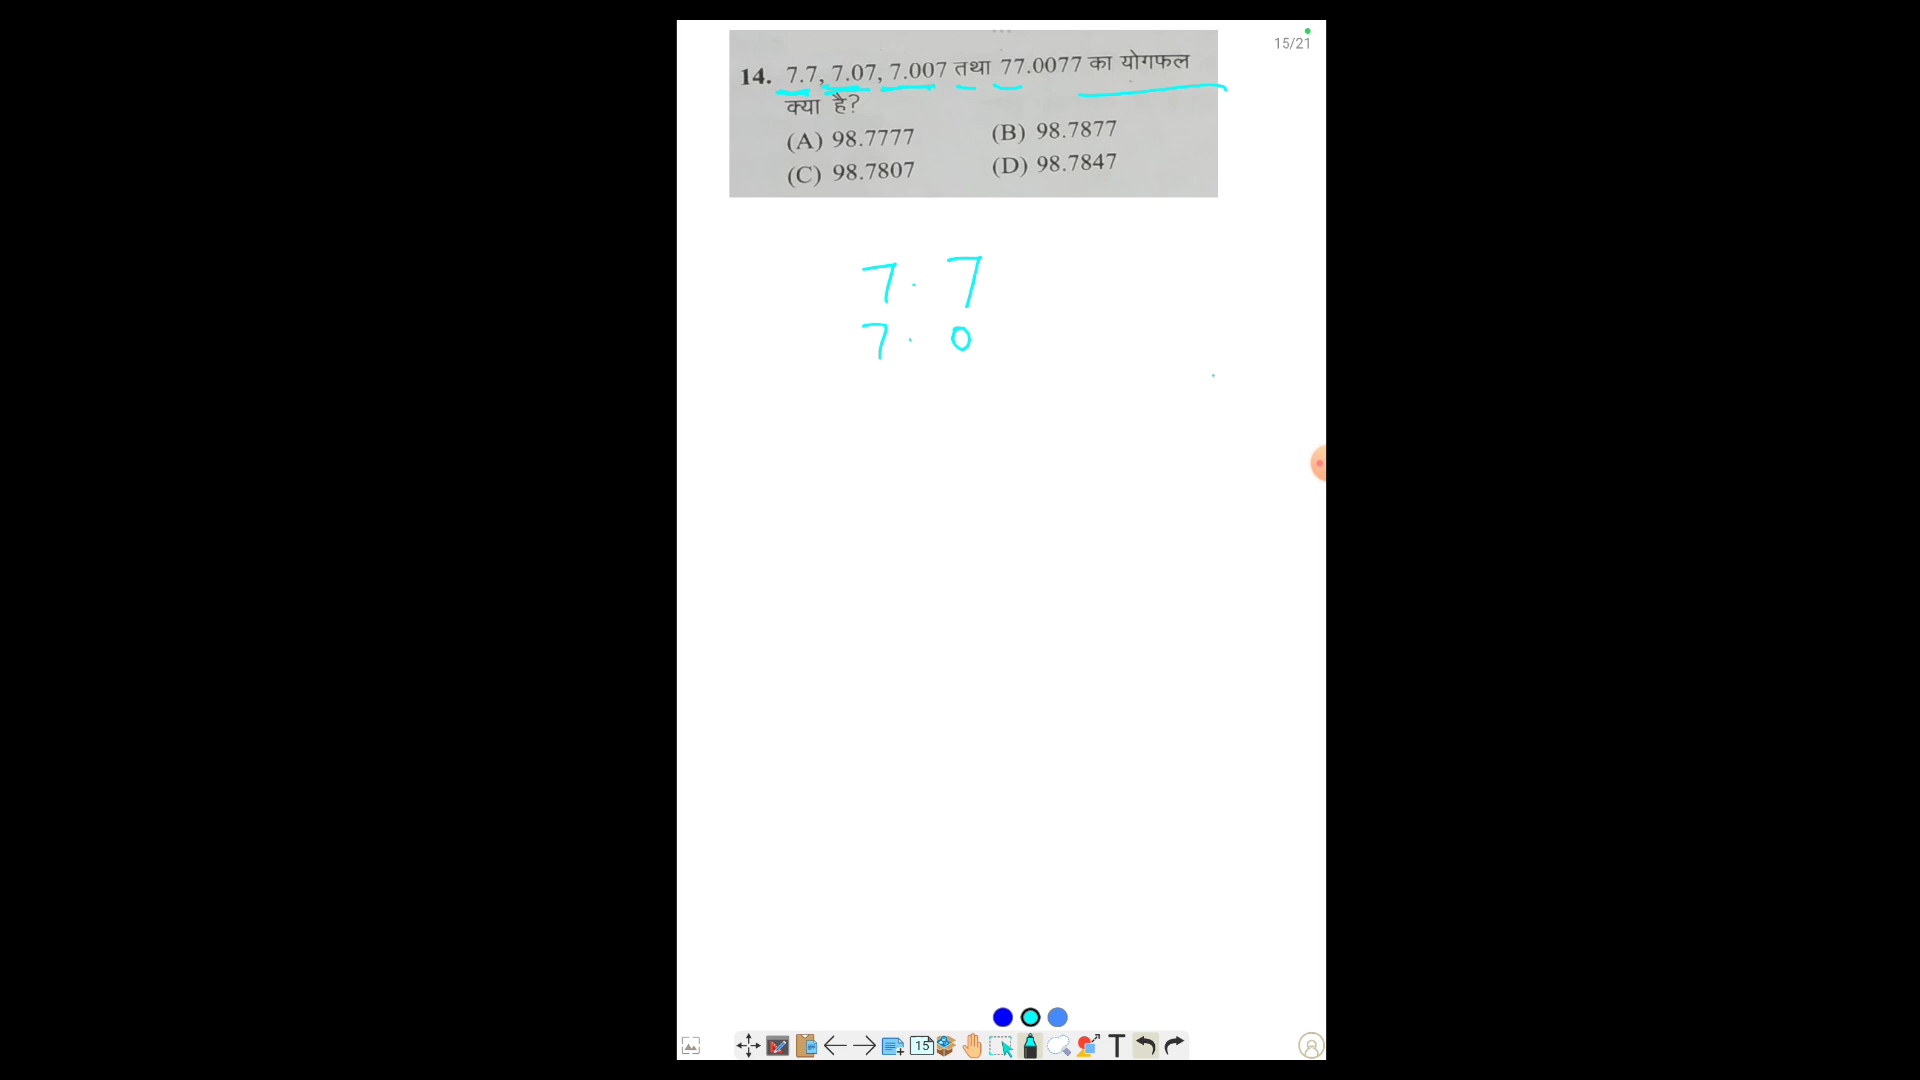 15/21
14. 7.7, 7.07, 7.007 तथा 77.0077 का योगफल
क्या है?
(A) 98.7777 (B) 98.7877
(C) 98.7807 (D) 98.7847
7.7
7.0
15 T